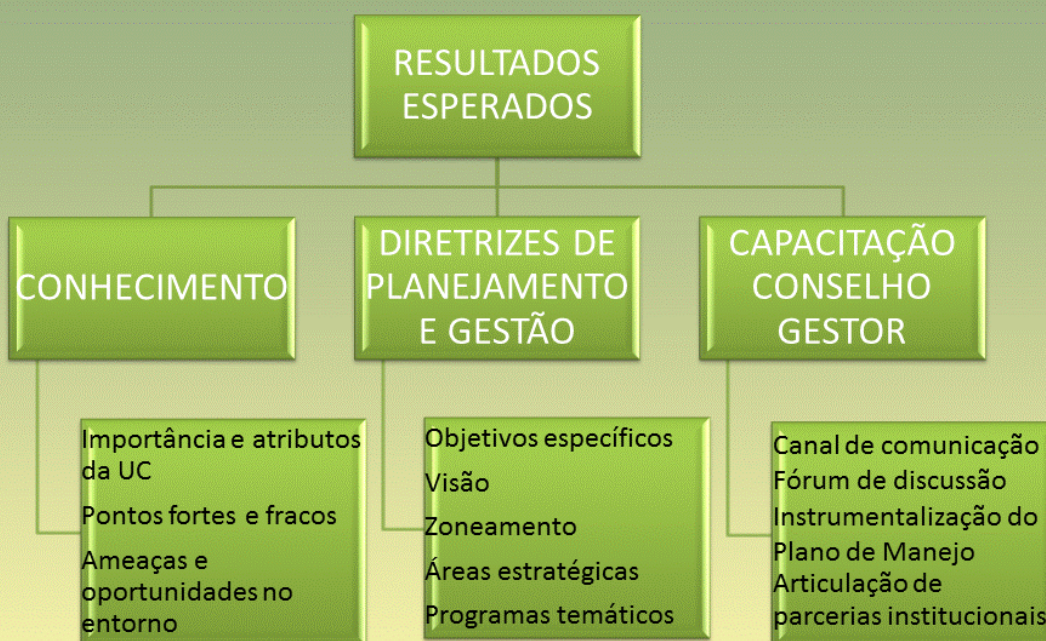 RESULTADOS
ESPERADOS
CONHECIMENTO
DIRETRIZES DE
PLANEJAMENTO
E GESTÃO
CAPACITAÇÃO
CONSELHO
GESTOR
Importância e atributos
da UC
Pontos fortes e fracos
Ameaças e
oportunidades no
entorno
Objetivos específicos
Visão
Zoneamento
Áreas estratégicas
Programas temáticos
Canal de comunicação
Fórum de discussão
Instrumentalização do
Plano de Manejo
Articulação de
parcerias institucionais